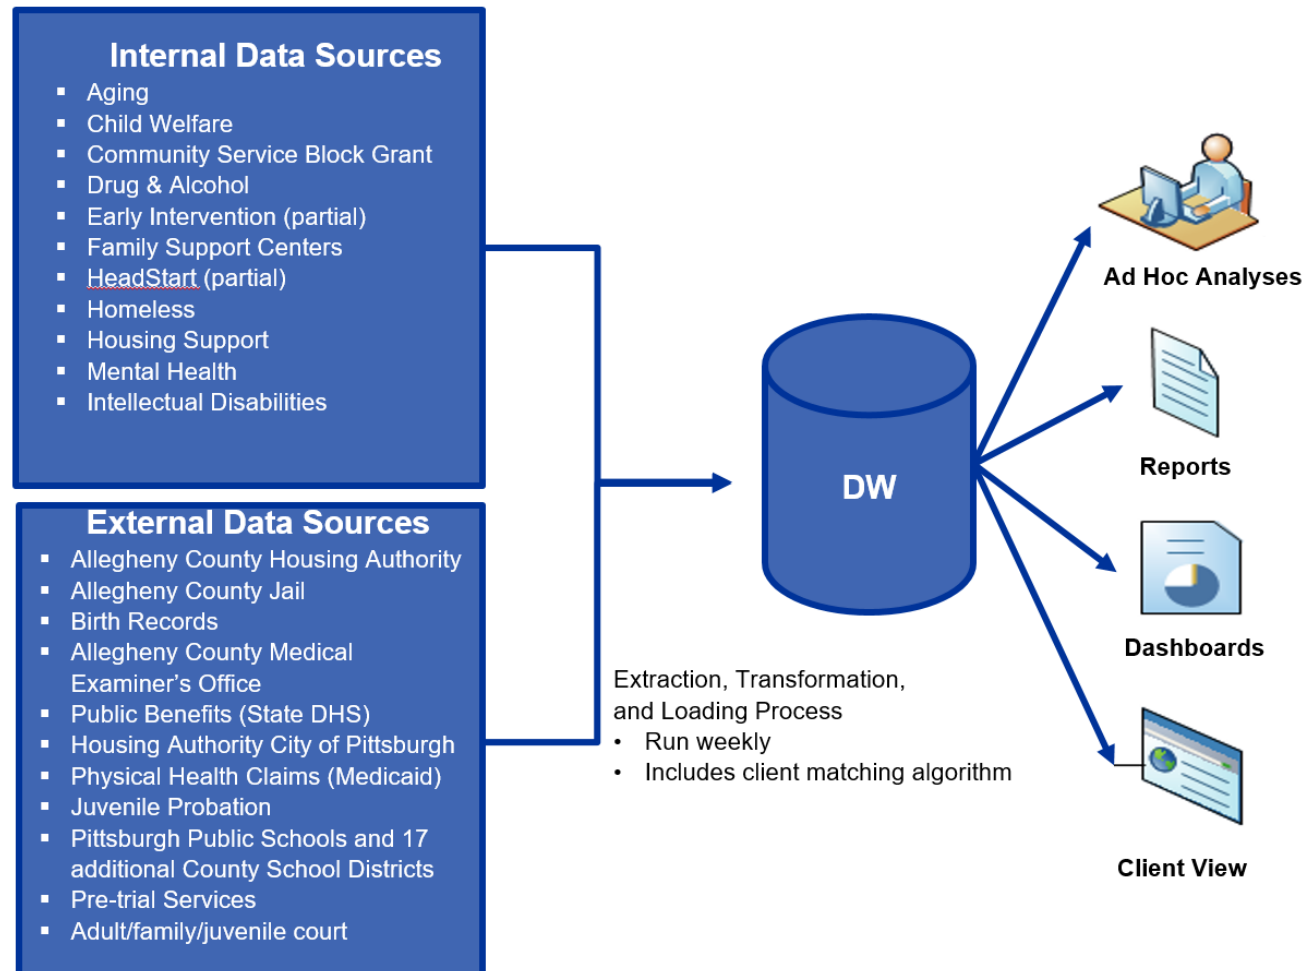 Internal Data Sources
▪ Aging
▪ Child Welfare
▪ Community Service Block Grant
▪ Drug & Alcohol
▪ Early Intervention (partial)
▪ Family Support Centers
▪ HeadStart (partial)
▪ Homeless
▪ Housing Support
▪ Mental Health
▪ Intellectual Disabilities
External Data Sources
▪ Allegheny County Housing Authority
▪ Allegheny County Jail
▪ Birth Records
▪ Allegheny County Medical
Examiner’s Office
▪ Public Benefits (State DHS)
▪ Housing Authority City of Pittsburgh
▪ Physical Health Claims (Medicaid)
▪ Juvenile Probation
▪ Pittsburgh Public Schools and 17
additional County School Districts
▪ Pre-trial Services
▪ Adult/family/juvenile court
Extraction, Transformation,
and Loading Process
• Run weekly
• Includes client matching algorithm
DW
Ad Hoc Analyses
Reports
Dashboards
Client View